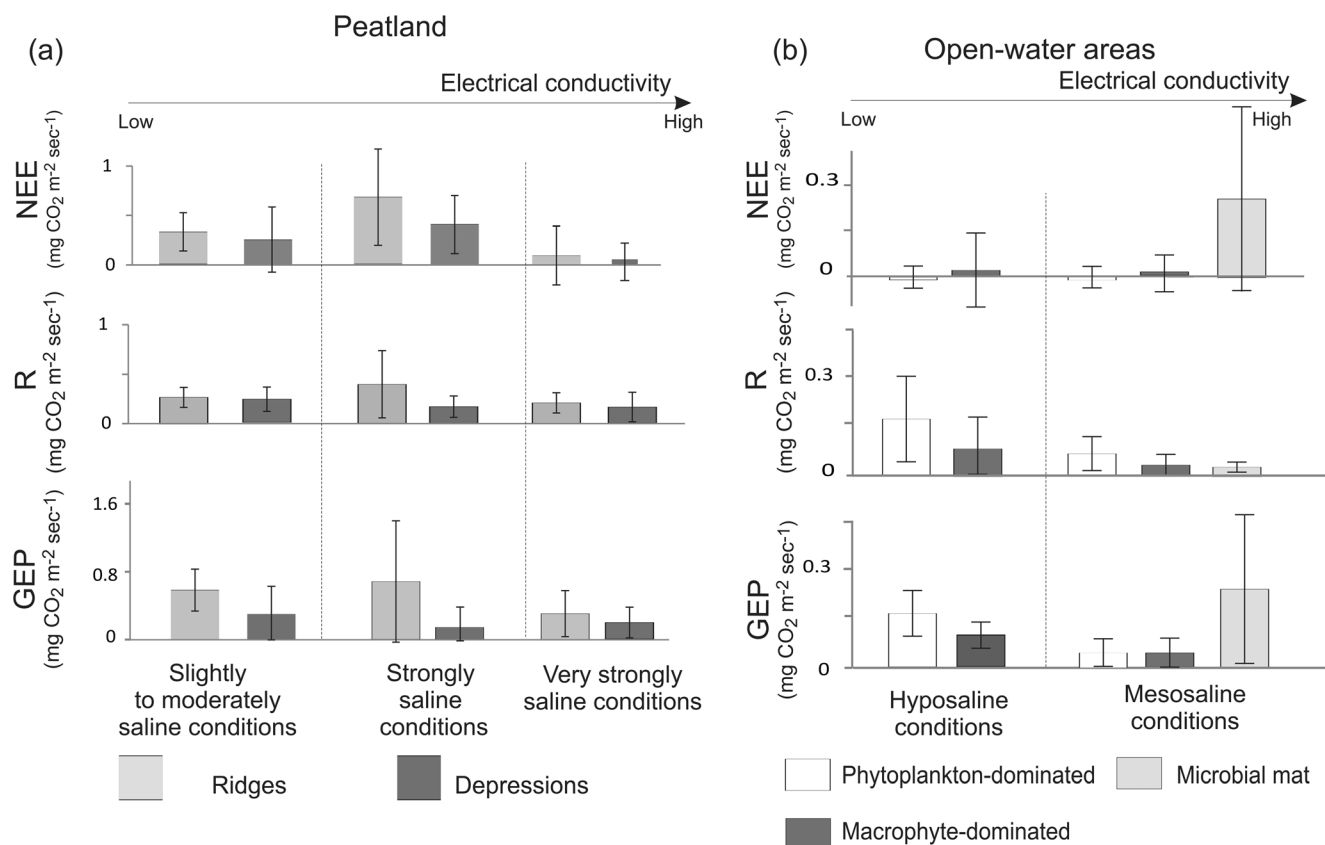 Peatland
(a)
Electrical conductivity
Low
High
NEE
(mg CO₂ m⁻² sec⁻¹)
1
0
R
(mg CO₂ m⁻² sec⁻¹)
1
0
GEP
(mg CO₂ m⁻² sec⁻¹)
1.6
0.8
0
Slightly
to moderately
saline conditions
Strongly
saline
conditions
Very strongly
saline conditions
Ridges
Depressions
(b)
Open-water areas
Electrical conductivity
Low
High
NEE
(mg CO₂ m⁻² sec⁻¹)
0.3
0
R
(mg CO₂ m⁻² sec⁻¹)
0.3
0
GEP
(mg CO₂ m⁻² sec⁻¹)
0.3
0
Hyposaline
conditions
Mesosaline
conditions
Phytoplankton-dominated
Microbial mat
Macrophyte-dominated